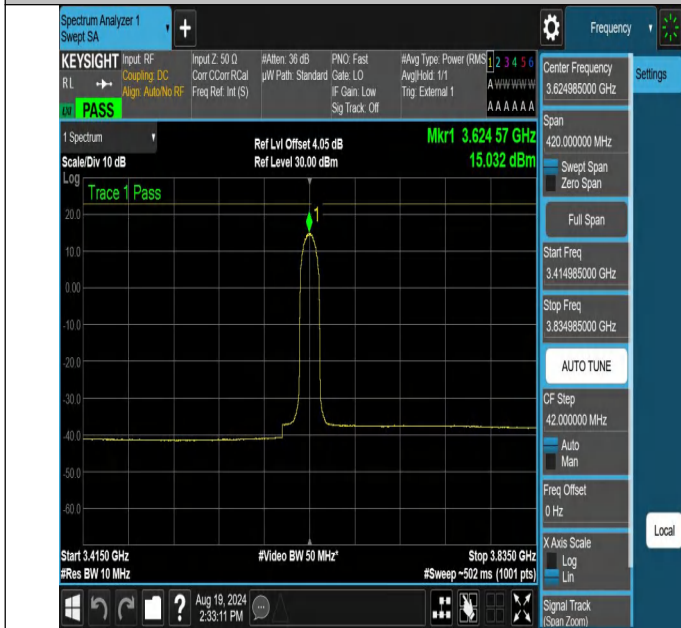 Spectrum Analyzer 1
Swept SA
Frequency
KEYSIGHT
RL
PASS
Input: RF
Coupling: DC
Align: Auto/No RF
Input Z: 50 Ω
Corr CCorr RCal
Freq Ref: Int (S)
#Atten: 36 dB
µW Path: Standard
PNO: Fast
Gate: LO
IF Gain: Low
Sig Track: Off
#Avg Type: Power (RMS
Avg|Hold: 1/1
Trig: External 1
1 2 3 4 5 6
A W W W W W
A A A A A A
1 Spectrum
Scale/Div 10 dB
Ref Lvl Offset 4.05 dB
Ref Level 30.00 dBm
Mkr1 3.624 57 GHz
15.032 dBm
Log
Trace 1 Pass
1
20.0
10.0
0.00
-10.0
-20.0
-30.0
-40.0
-50.0
-60.0
Start 3.4150 GHz
#Res BW 10 MHz
#Video BW 50 MHz*
Stop 3.8350 GHz
#Sweep ~502 ms (1001 pts)
Aug 19, 2024
2:33:11 PM
Center Frequency
3.624985000 GHz
Span
420.000000 MHz
Swept Span
Zero Span
Full Span
Start Freq
3.414985000 GHz
Stop Freq
3.834985000 GHz
AUTO TUNE
CF Step
42.000000 MHz
Auto
Man
Freq Offset
0 Hz
X Axis Scale
Log
Lin
Signal Track
(Span Zoom)
Settings
Local